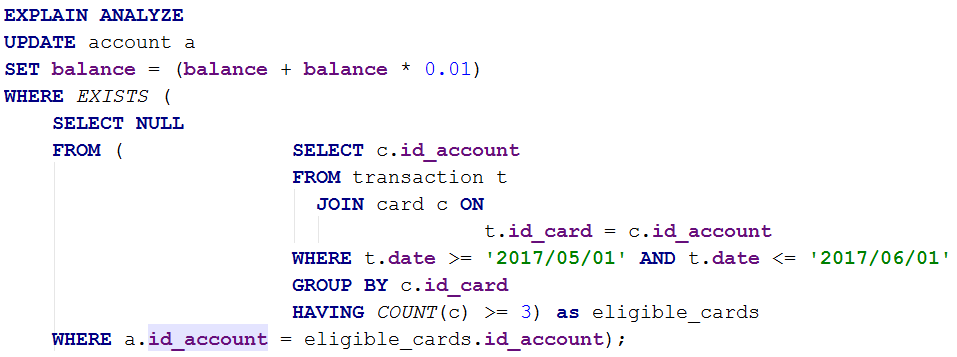 EXPLAIN ANALYZE
UPDATE account a
SET balance = (balance + balance * 0.01)
WHERE EXISTS (
SELECT NULL
FROM ( SELECT c.id_account
FROM transaction t
JOIN card c ON
t.id_card = c.id_account
WHERE t.date >= '2017/05/01' AND t.date <= '2017/06/01'
GROUP BY c.id_card
HAVING COUNT(c) >= 3) as eligible_cards
WHERE a.id_account = eligible_cards.id_account);